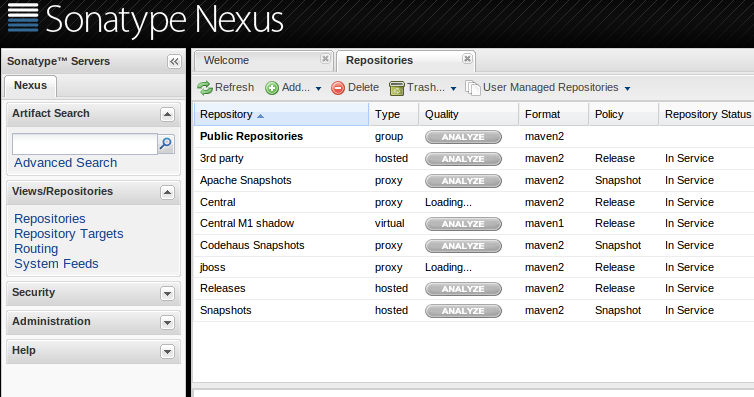 Sonatype Nexus
Sonatype™ Servers
Nexus
Artifact Search
Advanced Search
Views/Repositories
Repositories
Repository Targets
Routing
System Feeds
Security
Administration
Help
Welcome
Repositories
Refresh Add... Delete Trash... User Managed Repositories
Repository Type Quality Format Policy Repository Status
Public Repositories group ANALYZE maven2
3rd party hosted ANALYZE maven2 Release In Service
Apache Snapshots proxy ANALYZE maven2 Snapshot In Service
Central proxy Loading... maven2 Release In Service
Central M1 shadow virtual ANALYZE maven1 Release In Service
Codehaus Snapshots proxy ANALYZE maven2 Snapshot In Service
jboss proxy Loading... maven2 Release In Service
Releases hosted ANALYZE maven2 Release In Service
Snapshots hosted ANALYZE maven2 Snapshot In Service